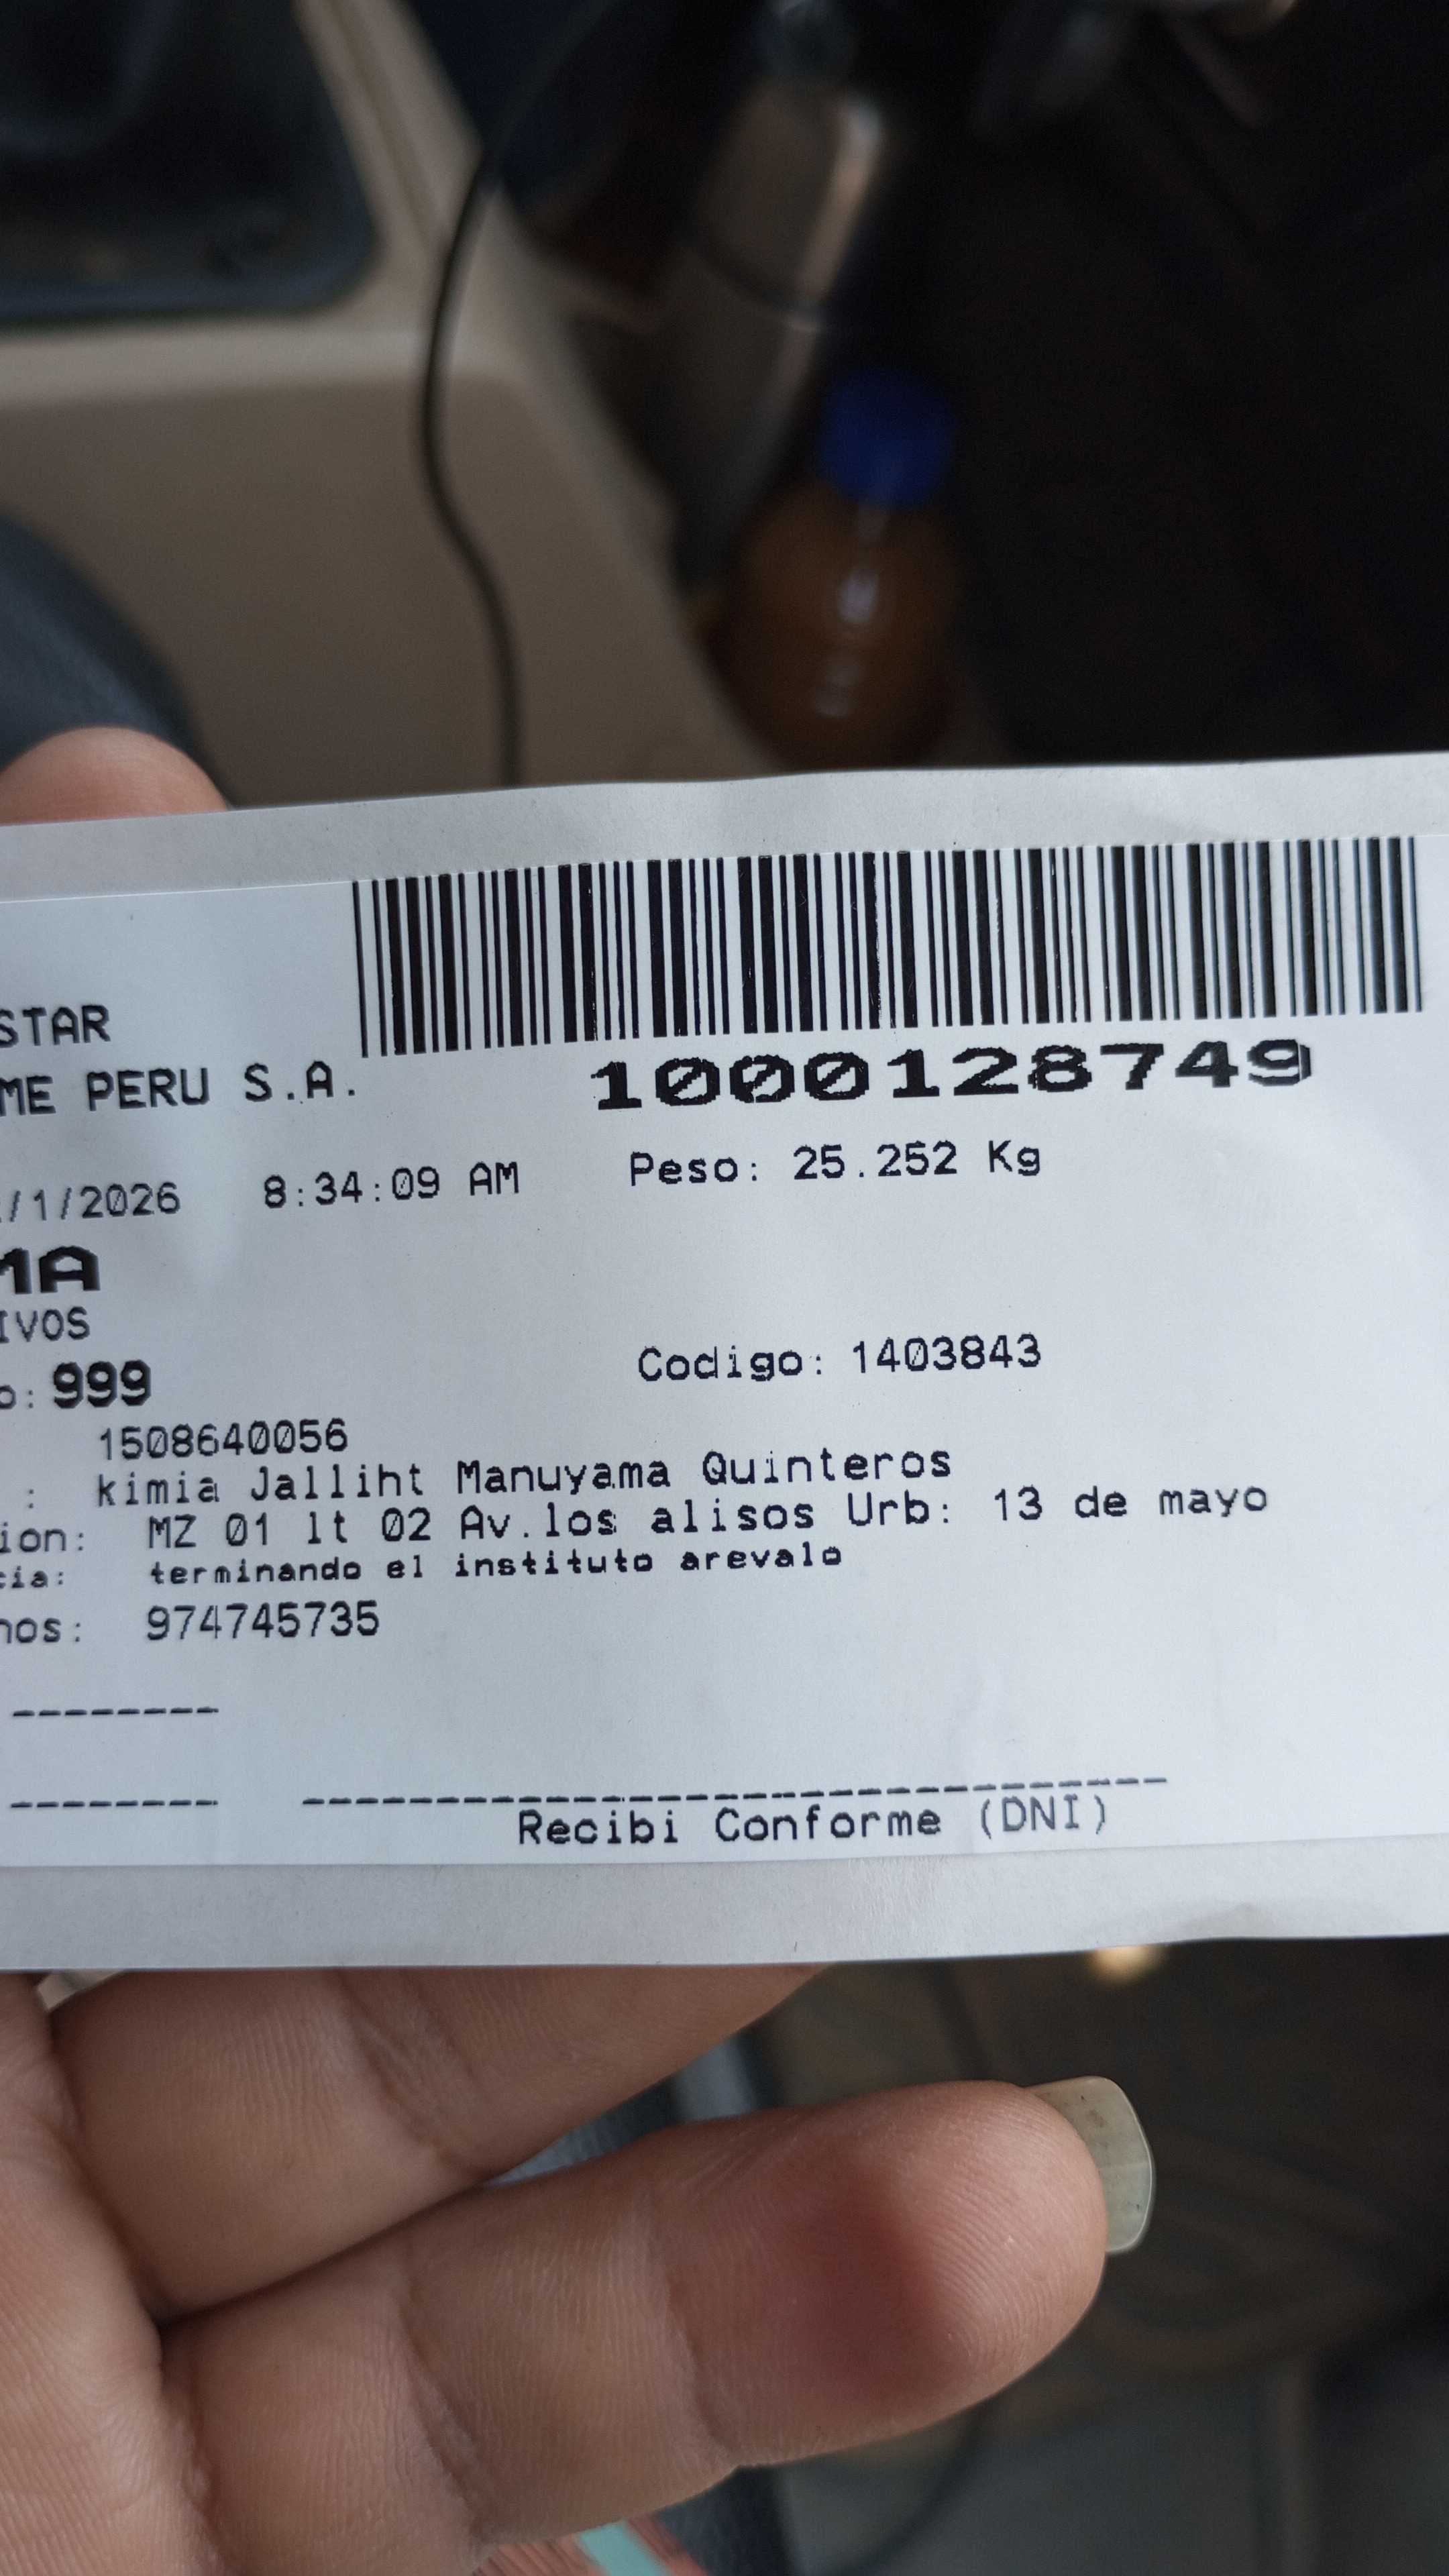 STAR
ME PERU S.A.
1000128749
/1/2026 8:34:09 AM Peso: 25.252 Kg
MA
IVOS
o: 999 Codigo: 1403843
1508640056
: kimia Jalliht Manuyama Quinteros
ion: MZ 01 lt 02 Av.los alisos Urb: 13 de mayo
cia: terminando el instituto arevalo
nos: 974745735
Recibi Conforme (DNI)